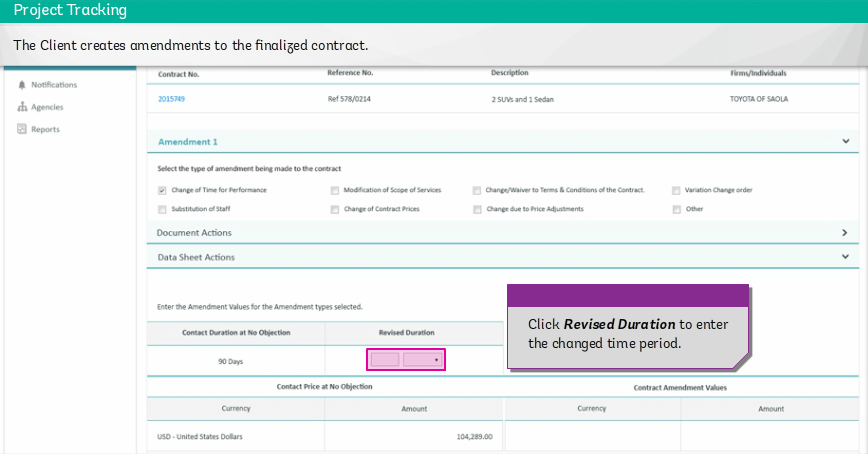 Project Tracking
The Client creates amendments to the finalized contract.
Notifications
Agencies
Reports
Contract No. Reference No. Description Firms/Individuals
2015749 Ref 578/0214 2 SUVs and 1 Sedan TOYOTA OF SAOLA
Amendment 1
Select the type of amendment being made to the contract
Change of Time for Performance Modification of Scope of Services Change/Waiver to Terms & Conditions of the Contract. Variation Change order
Substitution of Staff Change of Contract Prices Change due to Price Adjustments Other
Document Actions
Data Sheet Actions
Enter the Amendment Values for the Amendment types selected.
Click Revised Duration to enter
the changed time period.
Contact Duration at No Objection Revised Duration
90 Days
Contact Price at No Objection Contract Amendment Values
Currency Amount Currency Amount
USD - United States Dollars 104,289.00